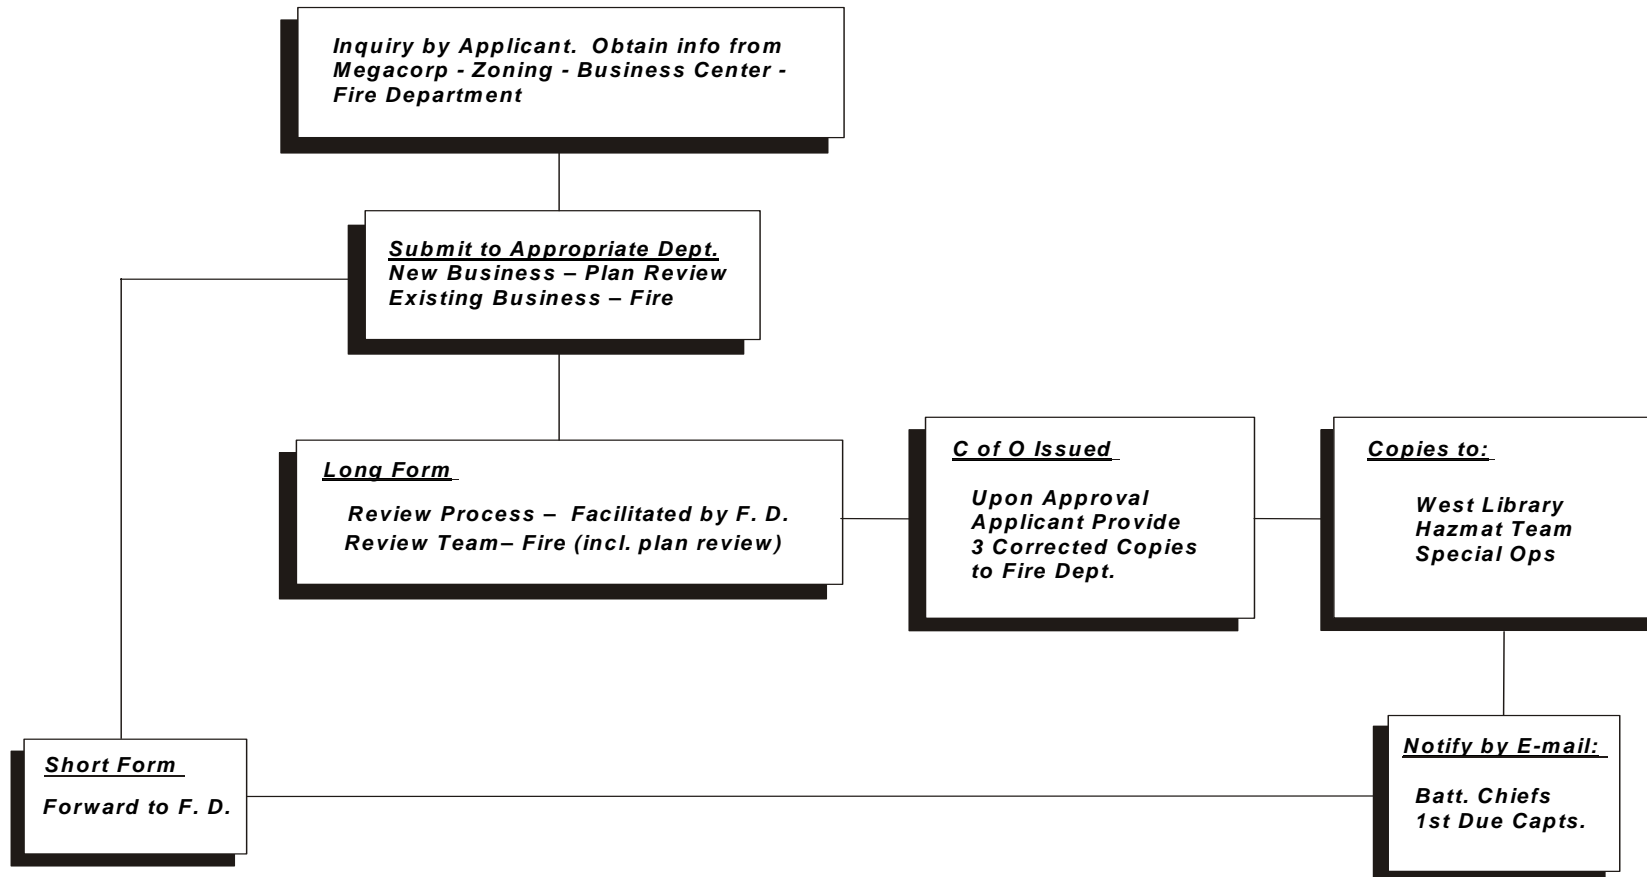 Inquiry by Applicant. Obtain info from
Megacorp - Zoning - Business Center -
Fire Department
Submit to Appropriate Dept.
New Business – Plan Review
Existing Business – Fire
Long Form
Review Process – Facilitated by F. D.
Review Team– Fire (incl. plan review)
C of O Issued
Upon Approval
Applicant Provide
3 Corrected Copies
to Fire Dept.
Copies to:
West Library
Hazmat Team
Special Ops
Short Form
Forward to F. D.
Notify by E-mail:
Batt. Chiefs
1st Due Capts.